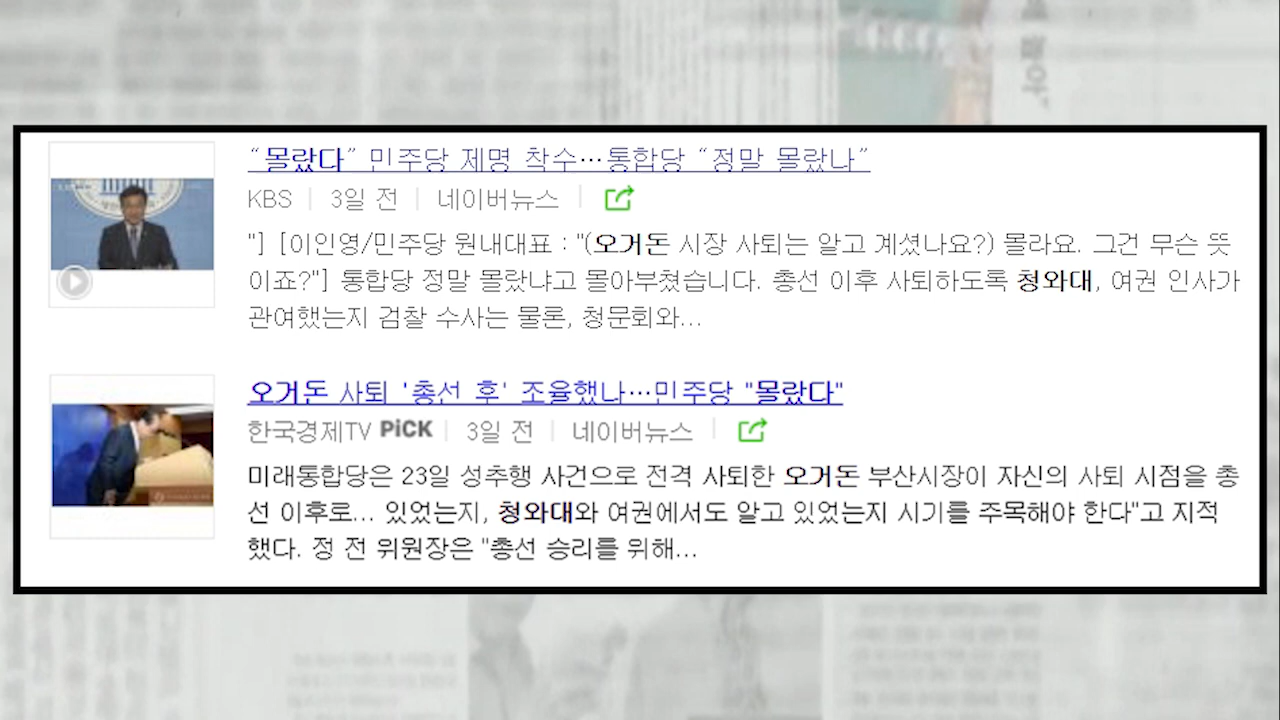 “몰랐다” 민주당 제명 착수…통합당 “정말 몰랐나”
KBS | 3일 전 | 네이버뉴스 |
"] [이인영/민주당 원내대표 : "(오거돈 시장 사퇴는 알고 계셨나요?) 몰라요. 그건 무슨 뜻
이죠?"] 통합당 정말 몰랐냐고 몰아부쳤습니다. 총선 이후 사퇴하도록 청와대, 여권 인사가
관여했는지 검찰 수사는 물론, 청문회와...
오거돈 사퇴 '총선 후' 조율했나…민주당 "몰랐다"
한국경제TV PiCK | 3일 전 | 네이버뉴스 |
미래통합당은 23일 성추행 사건으로 전격 사퇴한 오거돈 부산시장이 자신의 사퇴 시점을 총
선 이후로... 있었는지, 청와대와 여권에서도 알고 있었는지 시기를 주목해야 한다"고 지적
했다. 정 전 위원장은 "총선 승리를 위해...